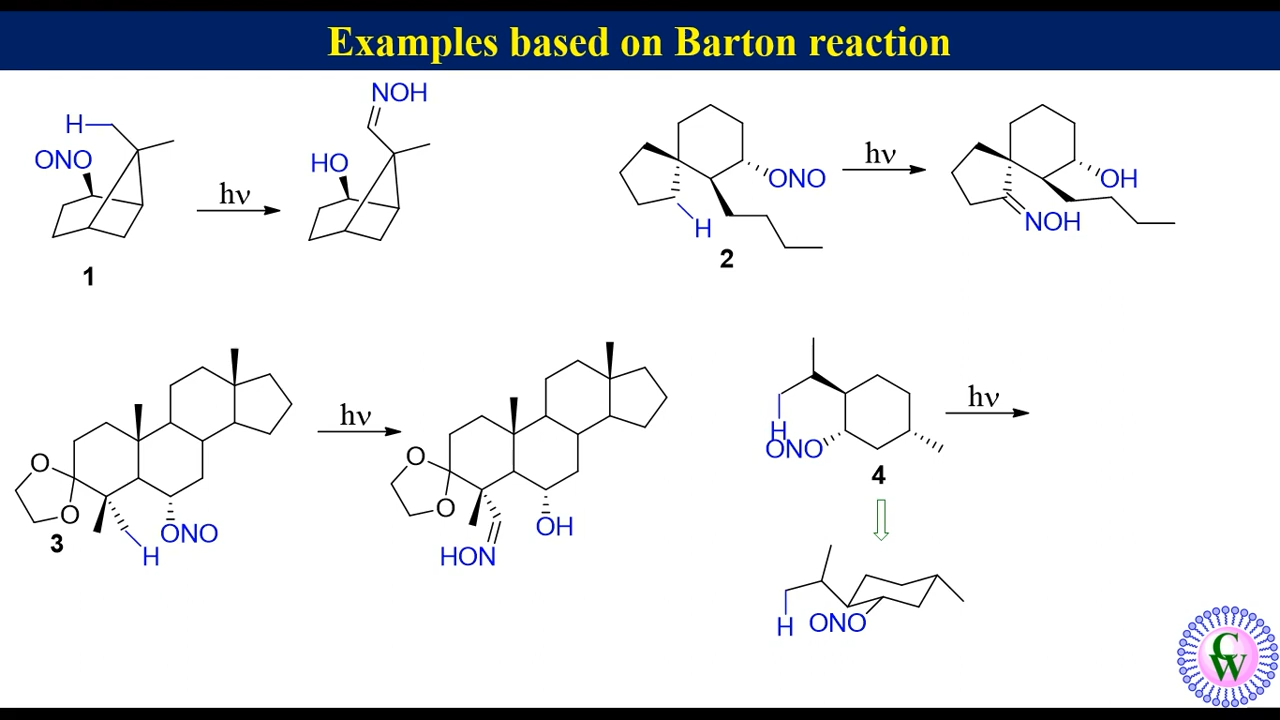 Examples based on Barton reaction
NOH
H
ONO
HO
hν
1
ONO
H
2
hν
OH
NOH
O
O
H
ONO
3
hν
O
O
HON
OH
H
ONO
4
hν
H
ONO
CW